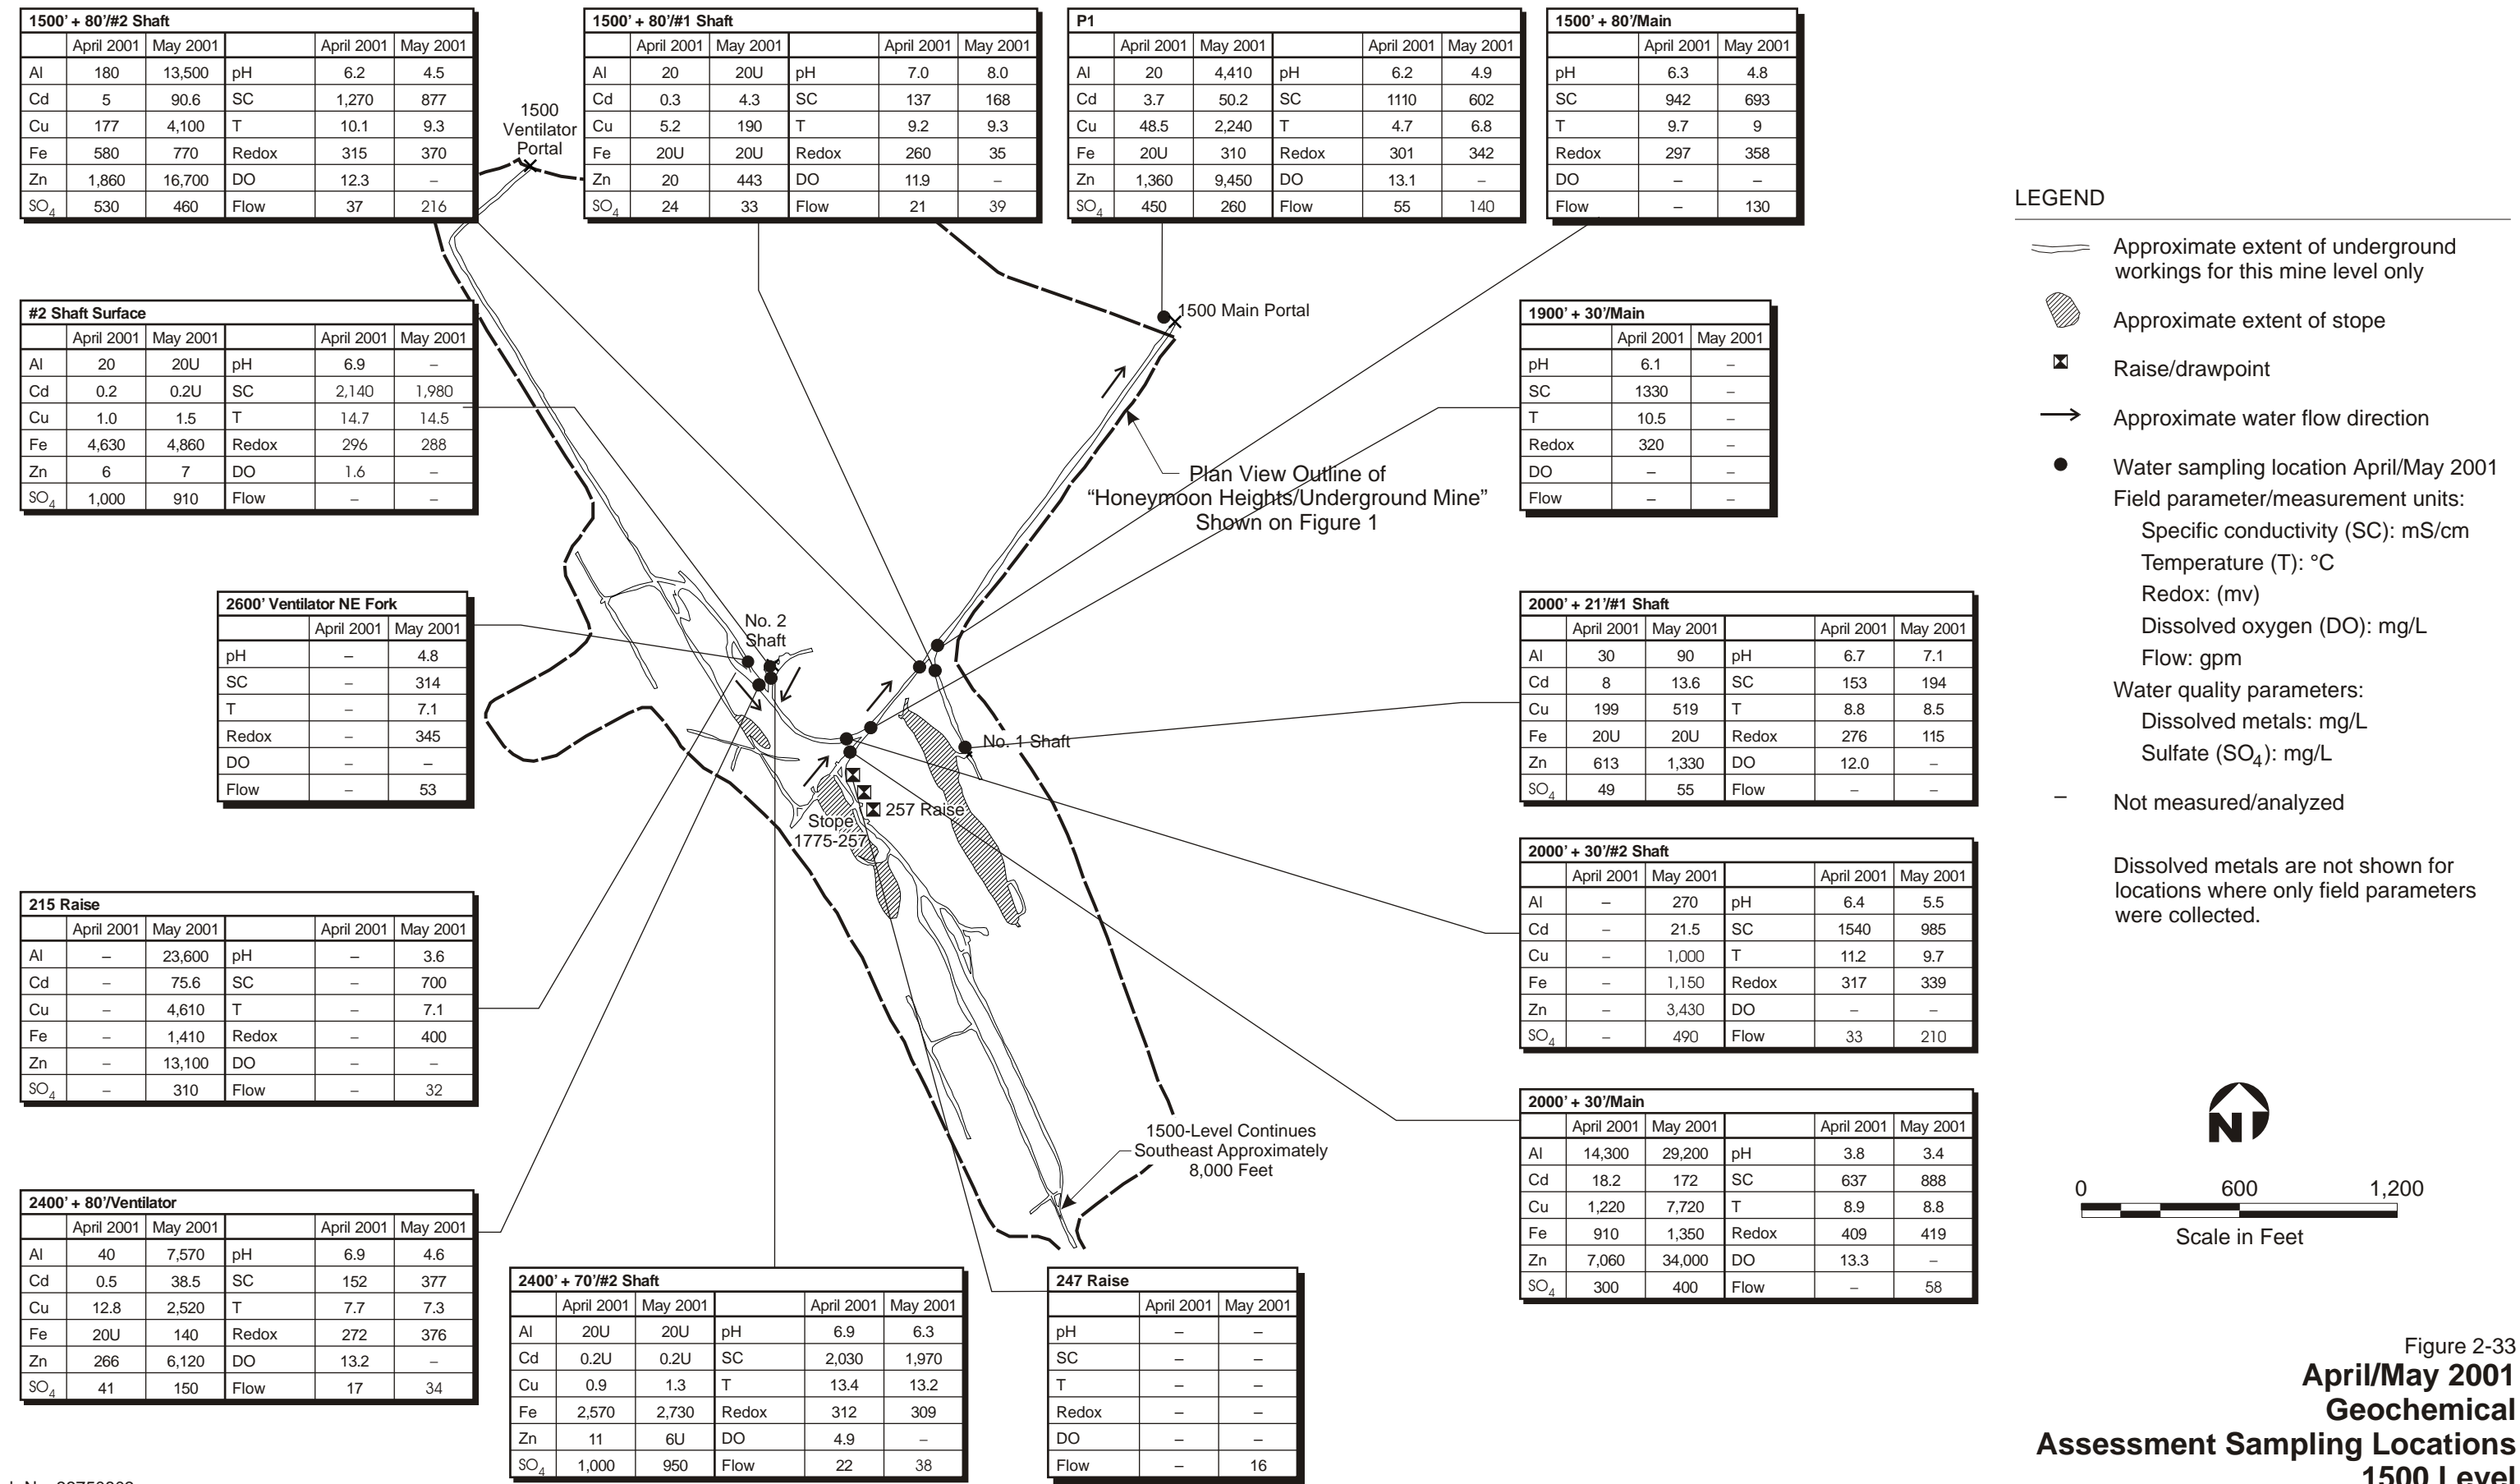 1500' + 80'/#2 Shaft
April 2001 May 2001 April 2001 May 2001
Al 180 13,500 pH 6.2 4.5
Cd 5 90.6 SC 1,270 877
Cu 177 4,100 T 10.1 9.3
Fe 580 770 Redox 315 370
Zn 1,860 16,700 DO 12.3 –
SO4 530 460 Flow 37 216
1500
Ventilator
Portal
1500' + 80'/#1 Shaft
April 2001 May 2001 April 2001 May 2001
Al 20 20U pH 7.0 8.0
Cd 0.3 4.3 SC 137 168
Cu 5.2 190 T 9.2 9.3
Fe 20U 20U Redox 260 35
Zn 20 443 DO 11.9 –
SO4 24 33 Flow 21 39
P1
April 2001 May 2001 April 2001 May 2001
Al 20 4,410 pH 6.2 4.9
Cd 3.7 50.2 SC 1110 602
Cu 48.5 2,240 T 4.7 6.8
Fe 20U 310 Redox 301 342
Zn 1,360 9,450 DO 13.1 –
SO4 450 260 Flow 55 140
1500' + 80'/Main
April 2001 May 2001
pH 6.3 4.8
SC 942 693
T 9.7 9
Redox 297 358
DO – –
Flow – 130
#2 Shaft Surface
April 2001 May 2001 April 2001 May 2001
Al 20 20U pH 6.9 –
Cd 0.2 0.2U SC 2,140 1,980
Cu 1.0 1.5 T 14.7 14.5
Fe 4,630 4,860 Redox 296 288
Zn 6 7 DO 1.6 –
SO4 1,000 910 Flow – –
1500 Main Portal
Plan View Outline of
“Honeymoon Heights/Underground Mine”
Shown on Figure 1
1900' + 30'/Main
April 2001 May 2001
pH 6.1 –
SC 1330 –
T 10.5 –
Redox 320 –
DO – –
Flow – –
2600' Ventilator NE Fork
April 2001 May 2001
pH – 4.8
SC – 314
T – 7.1
Redox – 345
DO – –
Flow – 53
No. 2
Shaft
No. 1 Shaft
257 Raise
Stope
1775-257
2000' + 21'/#1 Shaft
April 2001 May 2001 April 2001 May 2001
Al 30 90 pH 6.7 7.1
Cd 8 13.6 SC 153 194
Cu 199 519 T 8.8 8.5
Fe 20U 20U Redox 276 115
Zn 613 1,330 DO 12.0 –
SO4 49 55 Flow – –
2000' + 30'/#2 Shaft
April 2001 May 2001 April 2001 May 2001
Al – 270 pH 6.4 5.5
Cd – 21.5 SC 1540 985
Cu – 1,000 T 11.2 9.7
Fe – 1,150 Redox 317 339
Zn – 3,430 DO – –
SO4 – 490 Flow 33 210
215 Raise
April 2001 May 2001 April 2001 May 2001
Al – 23,600 pH – 3.6
Cd – 75.6 SC – 700
Cu – 4,610 T – 7.1
Fe – 1,410 Redox – 400
Zn – 13,100 DO – –
SO4 – 310 Flow – 32
2000' + 30'/Main
April 2001 May 2001 April 2001 May 2001
Al 14,300 29,200 pH 3.8 3.4
Cd 18.2 172 SC 637 888
Cu 1,220 7,720 T 8.9 8.8
Fe 910 1,350 Redox 409 419
Zn 7,060 34,000 DO 13.3 –
SO4 300 400 Flow – 58
1500-Level Continues
Southeast Approximately
8,000 Feet
2400' + 80'/Ventilator
April 2001 May 2001 April 2001 May 2001
Al 40 7,570 pH 6.9 4.6
Cd 0.5 38.5 SC 152 377
Cu 12.8 2,520 T 7.7 7.3
Fe 20U 140 Redox 272 376
Zn 266 6,120 DO 13.2 –
SO4 41 150 Flow 17 34
2400' + 70'/#2 Shaft
April 2001 May 2001 April 2001 May 2001
Al 20U 20U pH 6.9 6.3
Cd 0.2U 0.2U SC 2,030 1,970
Cu 0.9 1.3 T 13.4 13.2
Fe 2,570 2,730 Redox 312 309
Zn 11 6U DO 4.9 –
SO4 1,000 950 Flow 22 38
247 Raise
April 2001 May 2001
pH – –
SC – –
T – –
Redox – –
DO – –
Flow – 16
LEGEND
Approximate extent of underground
workings for this mine level only
Approximate extent of stope
Raise/drawpoint
Approximate water flow direction
Water sampling location April/May 2001
Field parameter/measurement units:
Specific conductivity (SC): mS/cm
Temperature (T): °C
Redox: (mv)
Dissolved oxygen (DO): mg/L
Flow: gpm
Water quality parameters:
Dissolved metals: mg/L
Sulfate (SO4): mg/L
– Not measured/analyzed
Dissolved metals are not shown for
locations where only field parameters
were collected.
N
0 600 1,200
Scale in Feet
Figure 2-33
April/May 2001
Geochemical
Assessment Sampling Locations
1500 Level